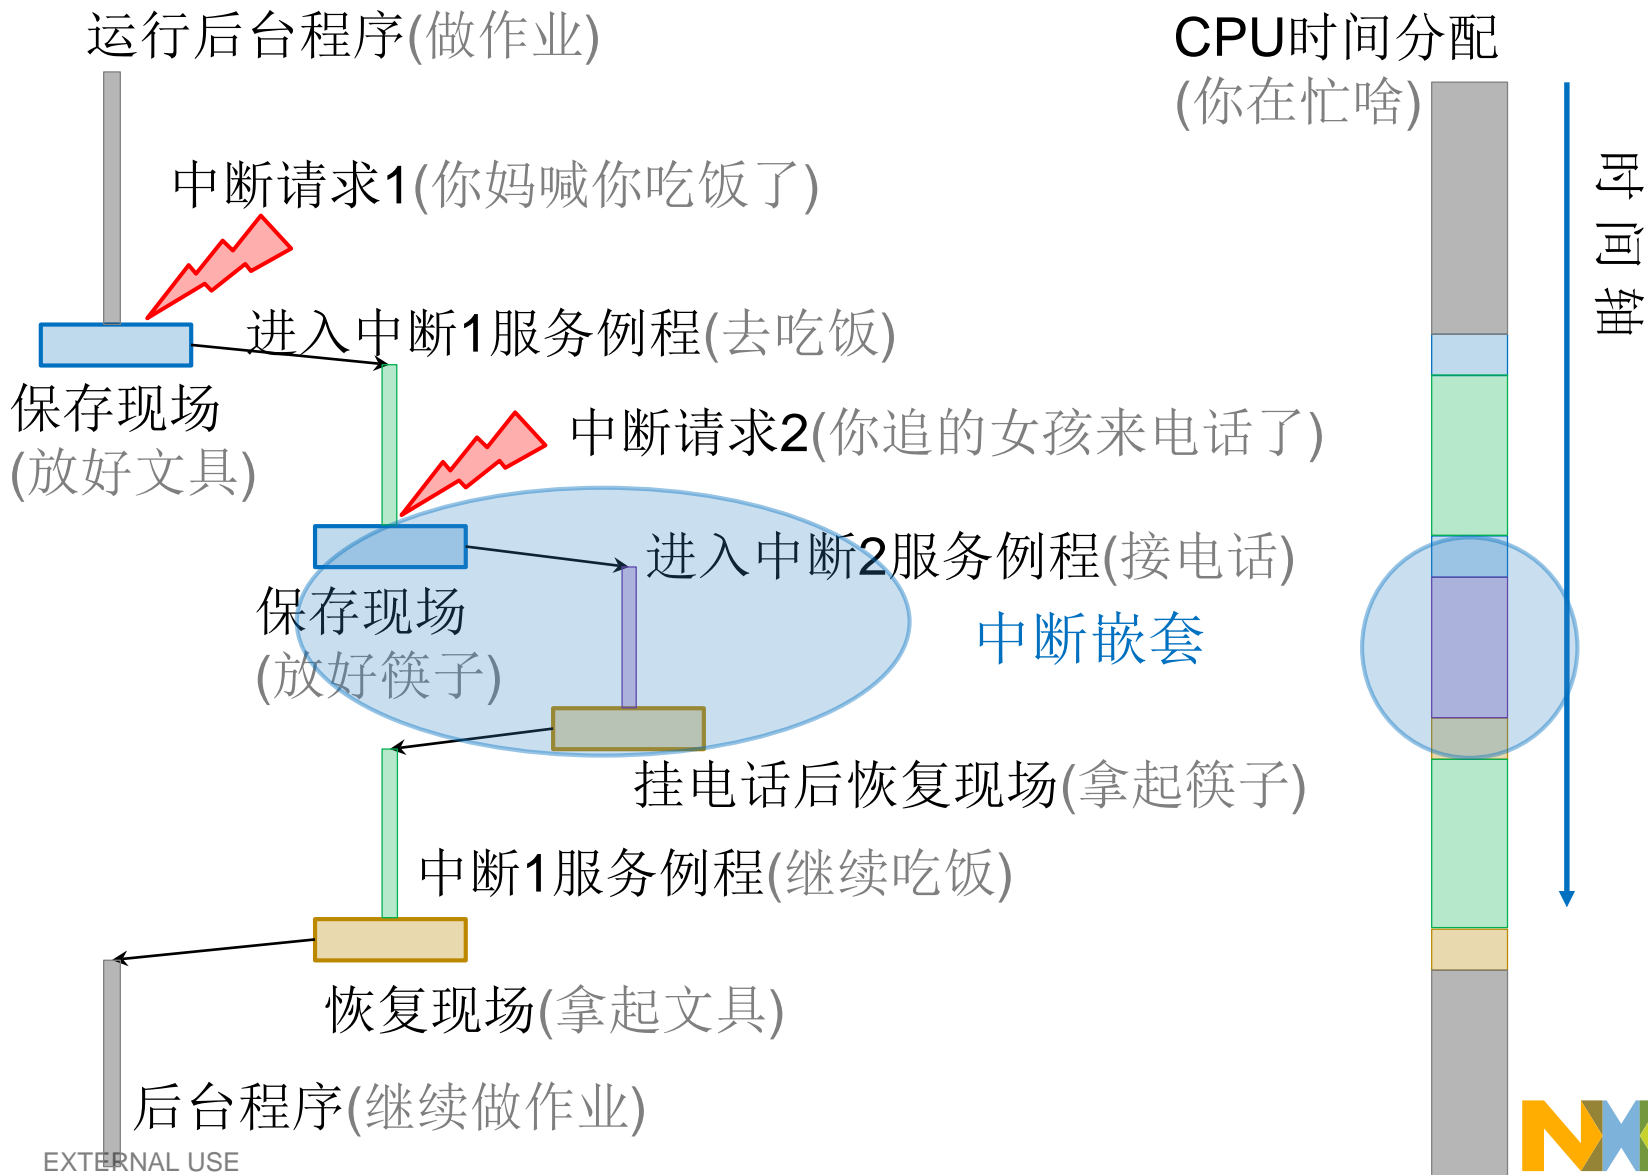 运行后台程序(做作业)
CPU时间分配
(你在忙啥)
时间轴
中断请求1(你妈喊你吃饭了)
进入中断1服务例程(去吃饭)
保存现场
(放好文具)
中断请求2(你追的女孩来电话了)
进入中断2服务例程(接电话)
保存现场
(放好筷子)
中断嵌套
挂电话后恢复现场(拿起筷子)
中断1服务例程(继续吃饭)
恢复现场(拿起文具)
后台程序(继续做作业)
EXTERNAL USE
NX